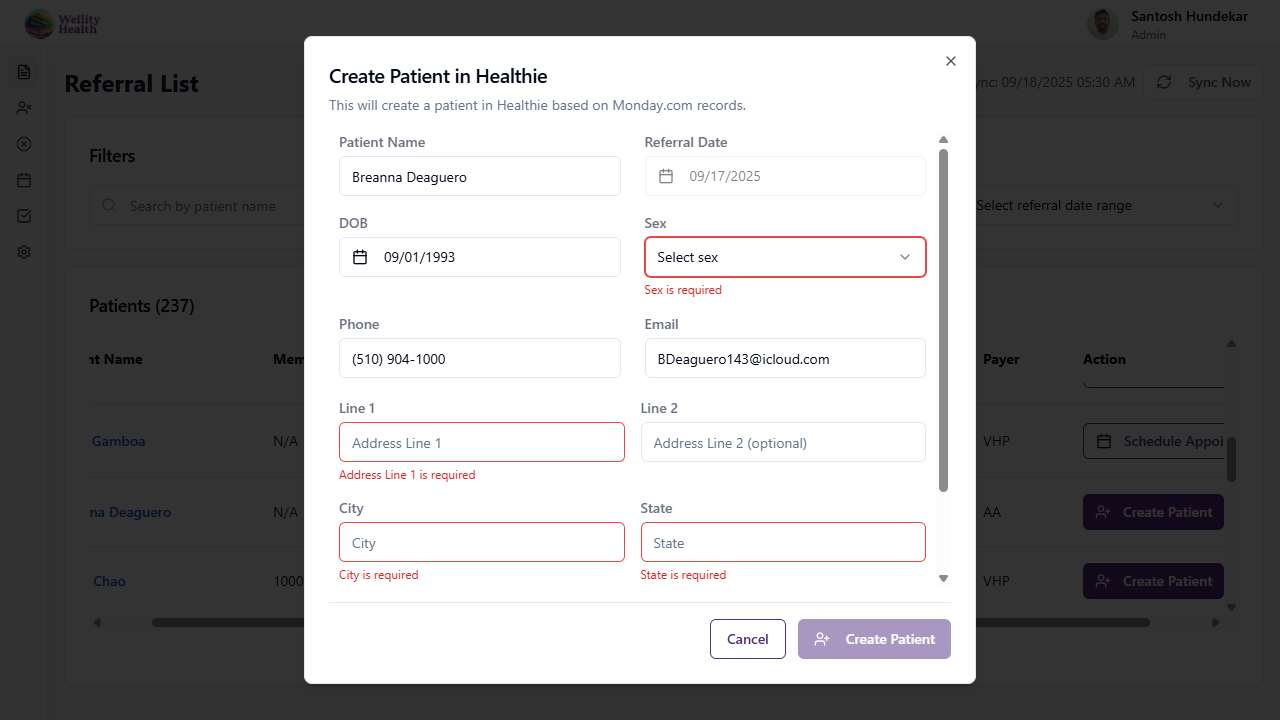 Wellity
Health
Santosh Hundekar
Admin
Referral List
ync: 09/18/2025 05:30 AM
Sync Now
Filters
Search by patient name
Select referral date range
Patients (237)
nt Name
Mem
Payer
Action
Gamboa
N/A
VHP
Schedule Appoi
na Deaguero
N/A
AA
Create Patient
Chao
1000
VHP
Create Patient
Create Patient in Healthie
This will create a patient in Healthie based on Monday.com records.
Patient Name
Referral Date
Breanna Deaguero
09/17/2025
DOB
Sex
09/01/1993
Select sex
Sex is required
Phone
Email
(510) 904-1000
BDeaguero143@icloud.com
Line 1
Line 2
Address Line 1
Address Line 2 (optional)
Address Line 1 is required
City
State
City
State
City is required
State is required
Cancel
Create Patient